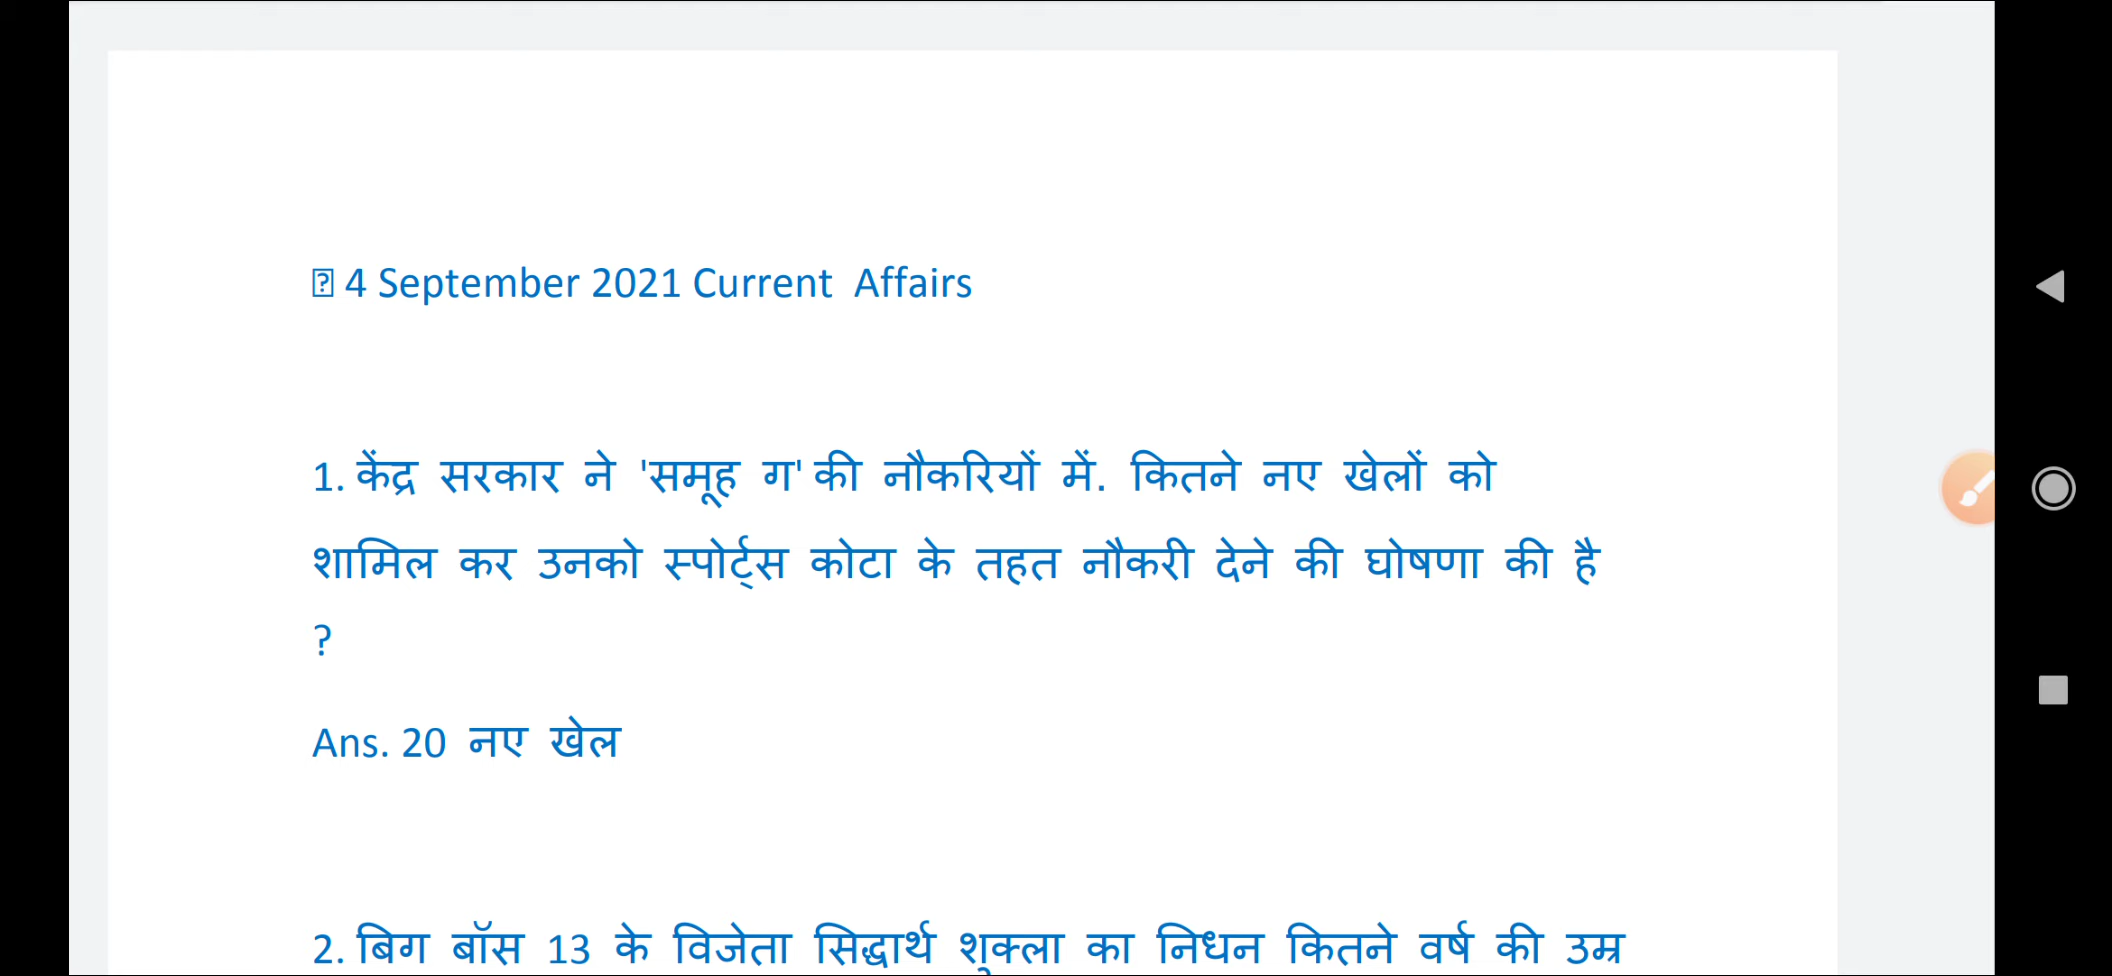 4 September 2021 Current Affairs
1. केंद्र सरकार ने 'समूह ग' की नौकरियों में. कितने नए खेलों को
शामिल कर उनको स्पोर्ट्स कोटा के तहत नौकरी देने की घोषणा की है
?
Ans. 20 नए खेल
2. बिग बॉस 13 के विजेता सिद्धार्थ शुक्ला का निधन कितने वर्ष की उम्र